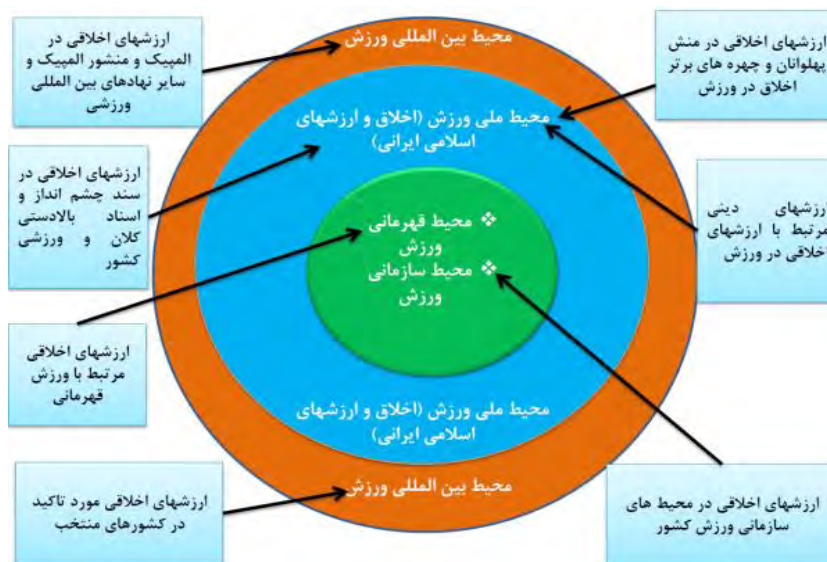 ارزشهای اخلاقی در
المپیک و منشور المپیک و
سایر نهادهای بین المللی
ورزشی
محیط بین المللی ورزش
ارزشهای اخلاقی در منش
پهلوانان و چهره های برتر
اخلاق در ورزش
محیط ملی ورزش (اخلاق و ارزشهای
اسلامی ایرانی)
ارزشهای اخلاقی در
سند چشم انداز و
اسناد بالادستی
کلان و ورزشی
کشور
ارزشهای دینی
مرتبط با ارزشهای
اخلاقی در ورزش
محیط قهرمانی
ورزش
محیط سازمانی
ورزش
ارزشهای اخلاقی
مرتبط با ورزش
قهرمانی
محیط ملی ورزش (اخلاق و ارزشهای
اسلامی ایرانی)
محیط بین المللی ورزش
ارزشهای اخلاقی مورد تاکید
در کشورهای منتخب
ارزشهای اخلاقی در محیط های
سازمانی ورزش کشور